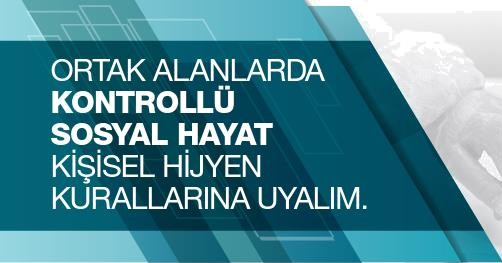 ORTAK ALANLARDA
KONTROLLÜ
SOSYAL HAYAT
KİŞİSEL HİJYEN
KURALLARINA UYALIM.